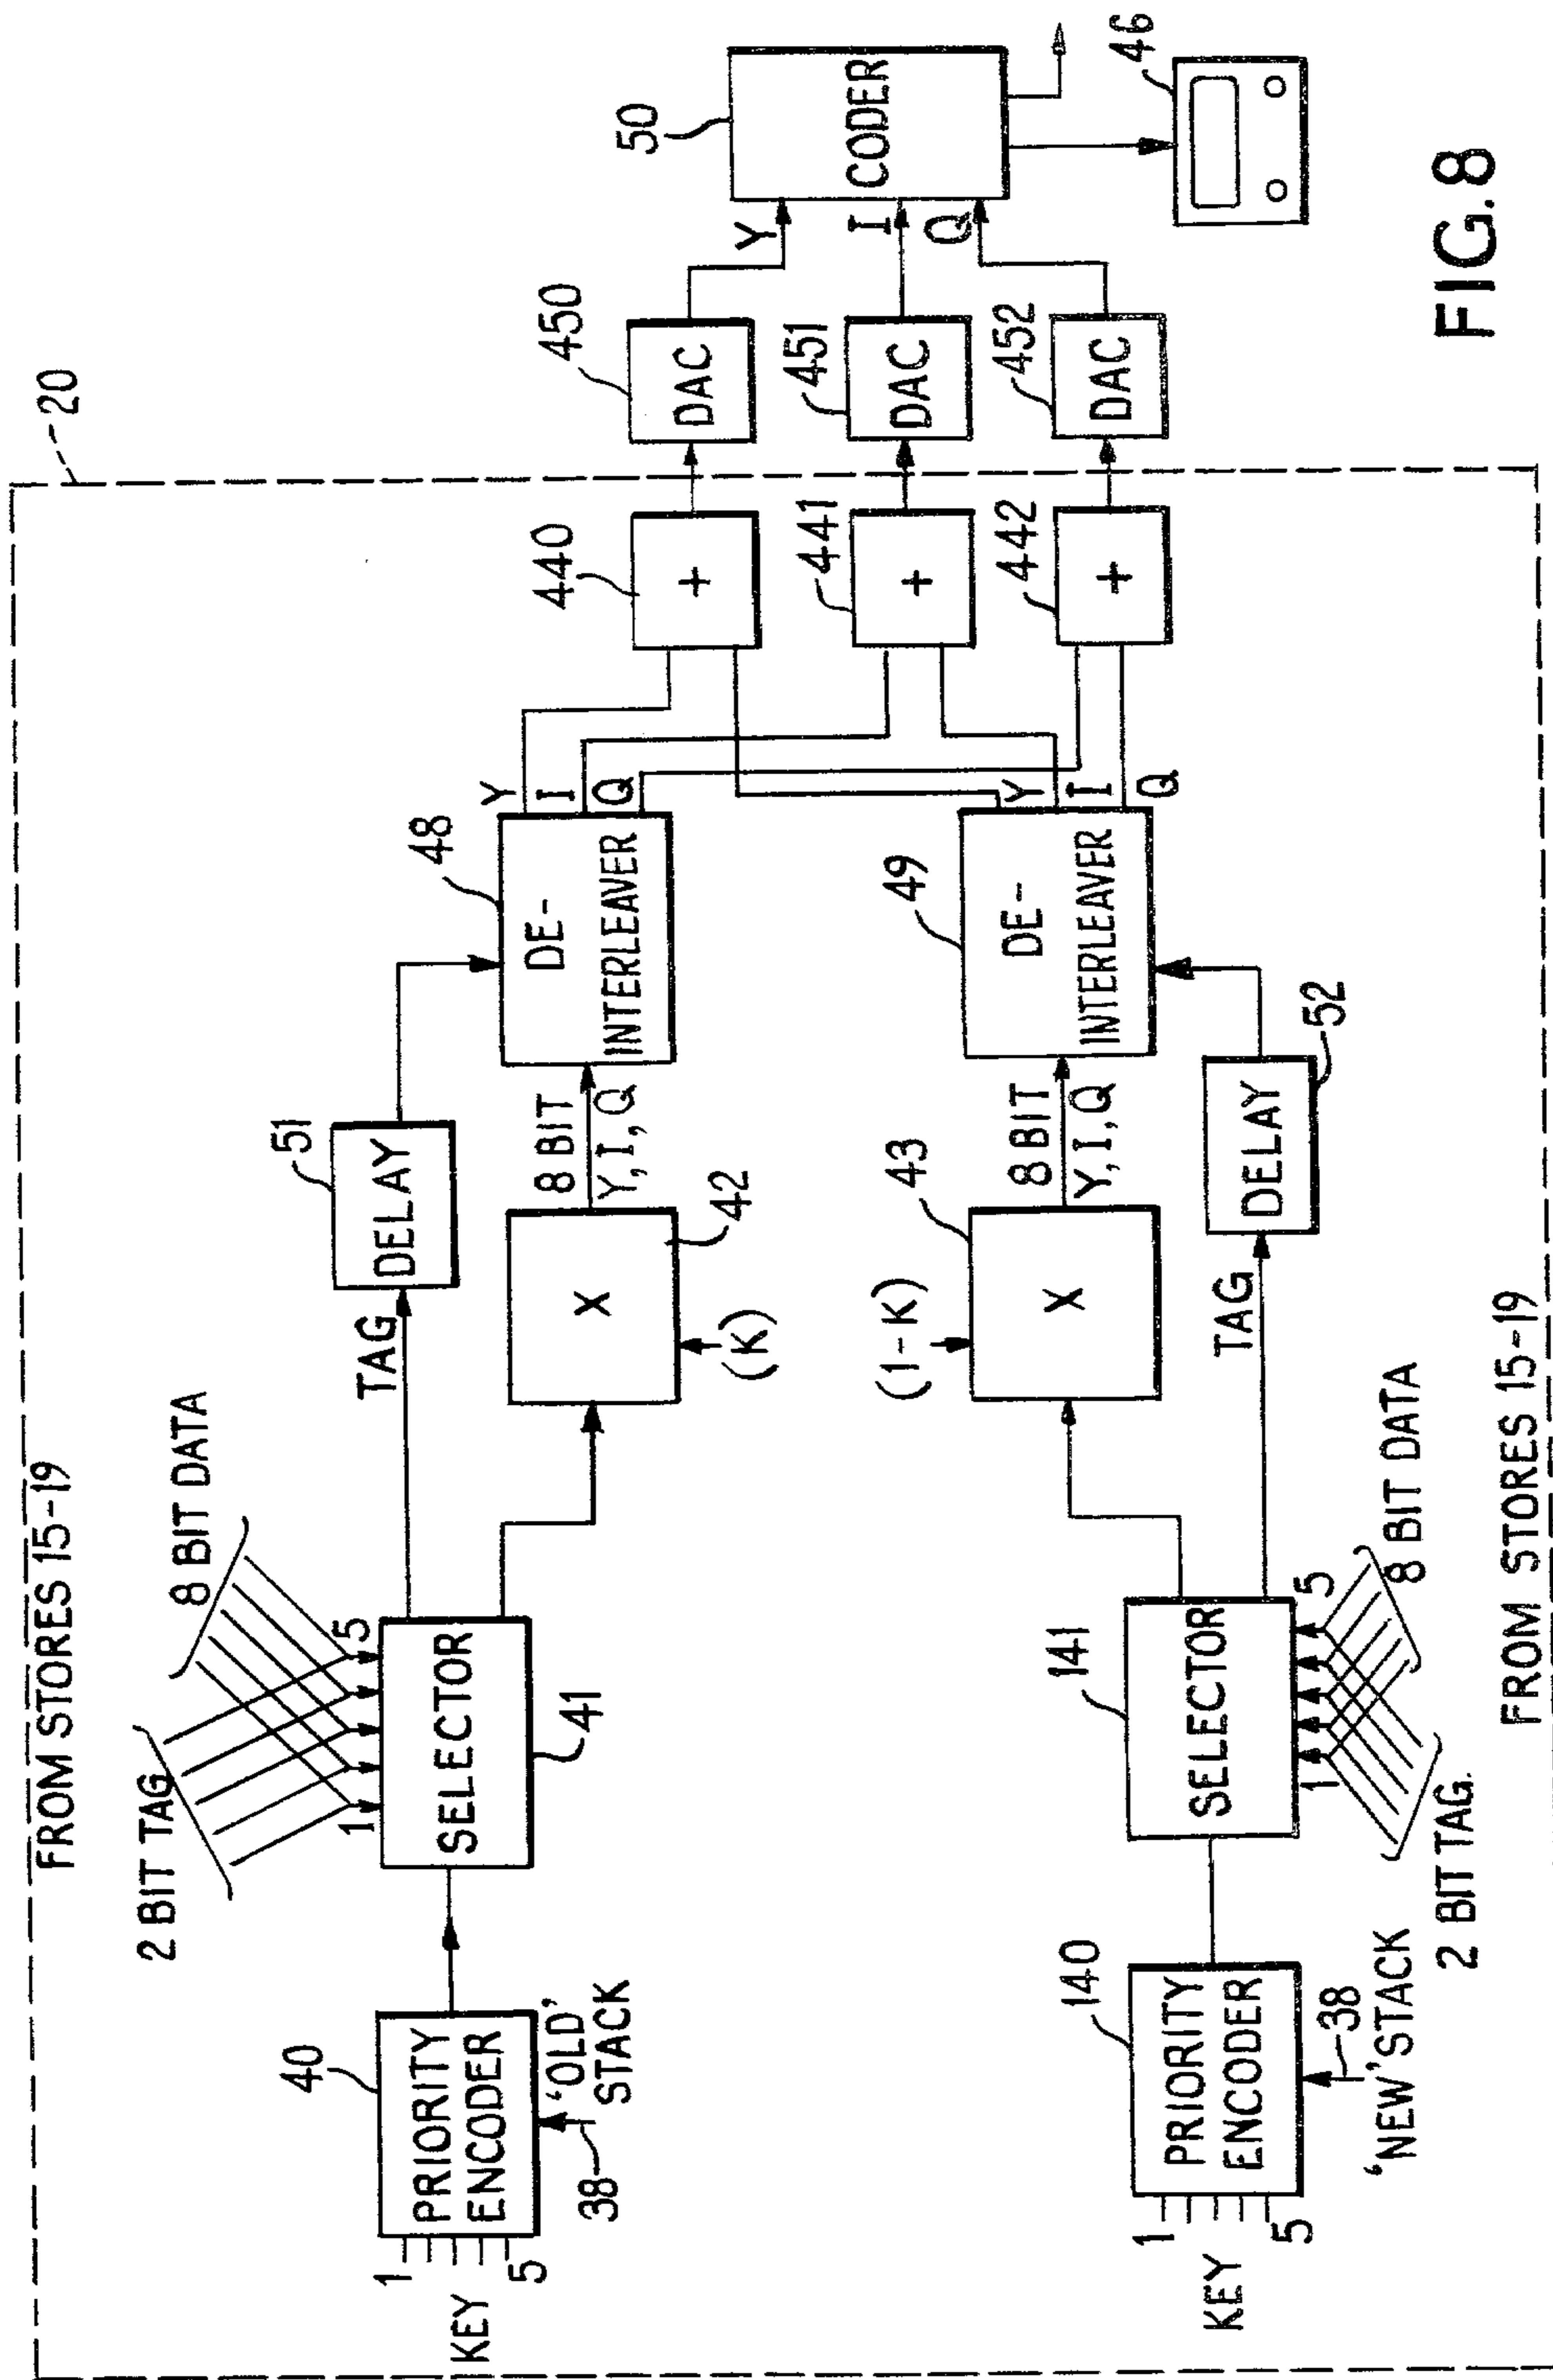 FROM STORES 15-19
20
2 BIT TAG
8 BIT DATA
1
5
KEY
1
5
40
PRIORITY
ENCODER
38
'OLD'
STACK
SELECTOR
41
TAG
51
DELAY
X
42
(K)
8 BIT
Y, I, Q
48
DE-
INTERLEAVER
Y
I
Q
440
+
441
+
442
+
450
DAC
451
DAC
452
DAC
Y
I
Q
50
CODER
46
KEY
1
5
140
PRIORITY
ENCODER
38
'NEW' STACK
141
SELECTOR
1
5
2 BIT TAG.
8 BIT DATA
(1-K)
X
43
8 BIT
Y, I, Q
TAG
DELAY
52
49
DE-
INTERLEAVER
Y
I
Q
FROM STORES 15-19
FIG. 8